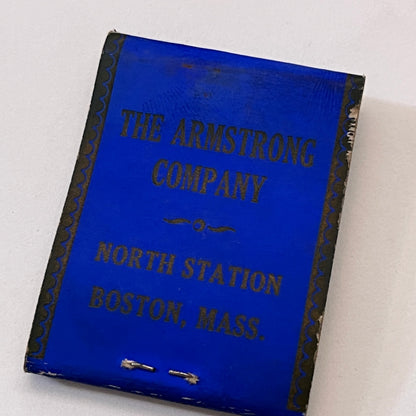 THE ARMSTRONG
COMPANY
NORTH STATION
BOSTON, MASS.